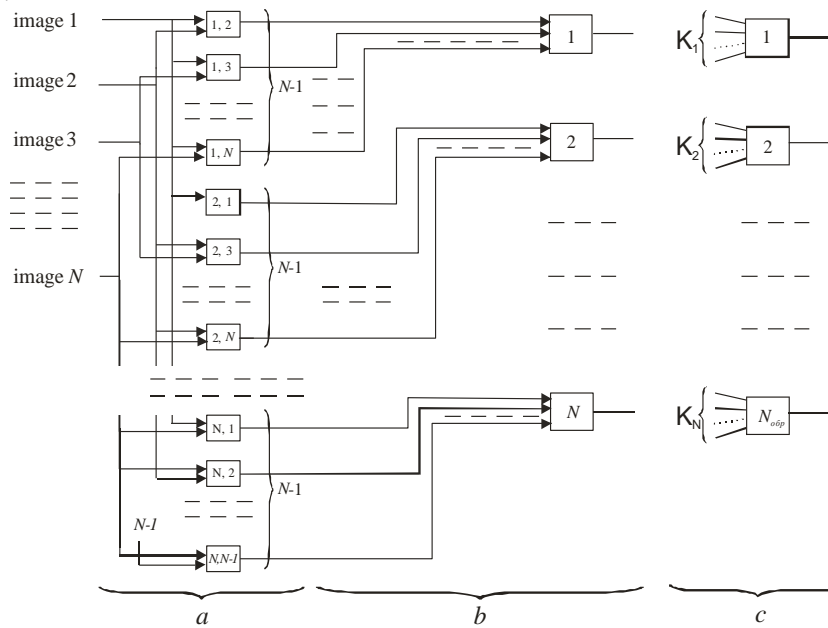 image 1
1, 2
1
K1
1
1, 3
N-1
image 2
image 3
1, N
2
K2
2
2, 1
2, 3
N-1
image N
2, N
N
KN
Nобр
N, 1
N, 2
N-1
N-1
N,N-1
a
b
c